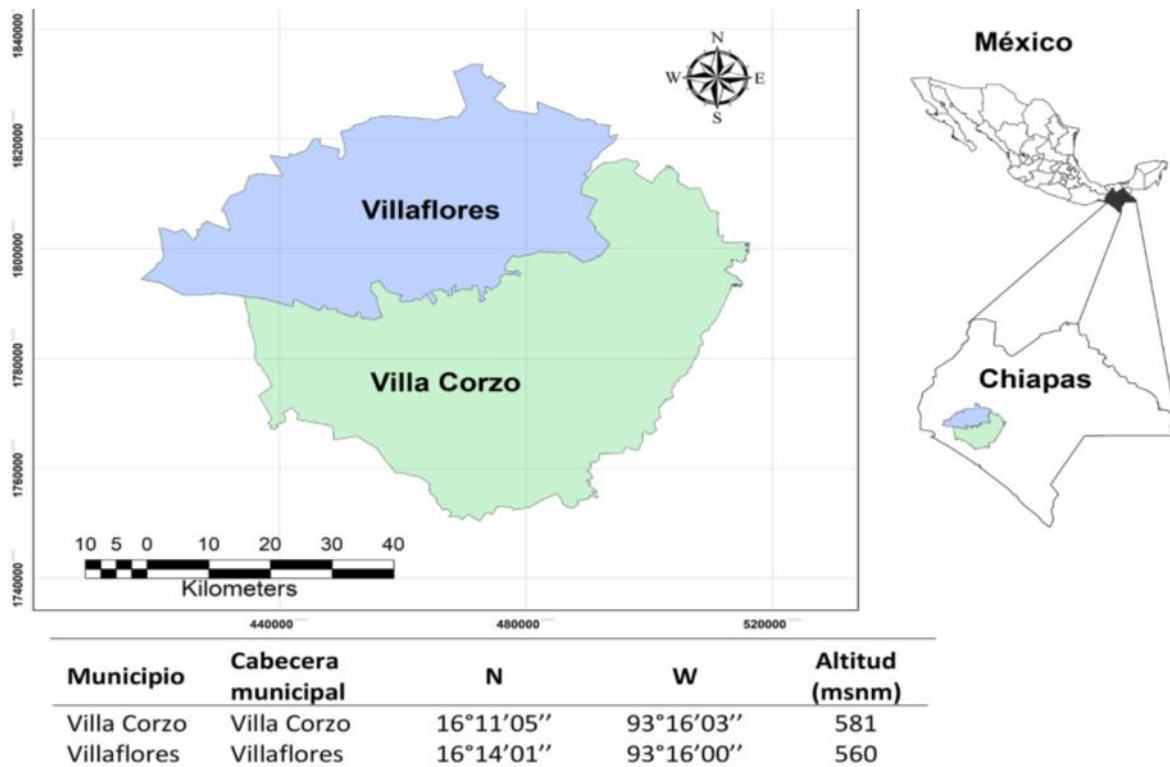 México
N
W E
S
Villaflores
Villa Corzo
Chiapas
1840000
1820000
1800000
1780000
1760000
1740000
10 5 0 10 20 30 40
Kilometers
440000 480000 520000
Municipio Cabecera municipal N W Altitud (msnm)
Villa Corzo Villa Corzo 16°11’05’’ 93°16’03’’ 581
Villaflores Villaflores 16°14’01’’ 93°16’00’’ 560